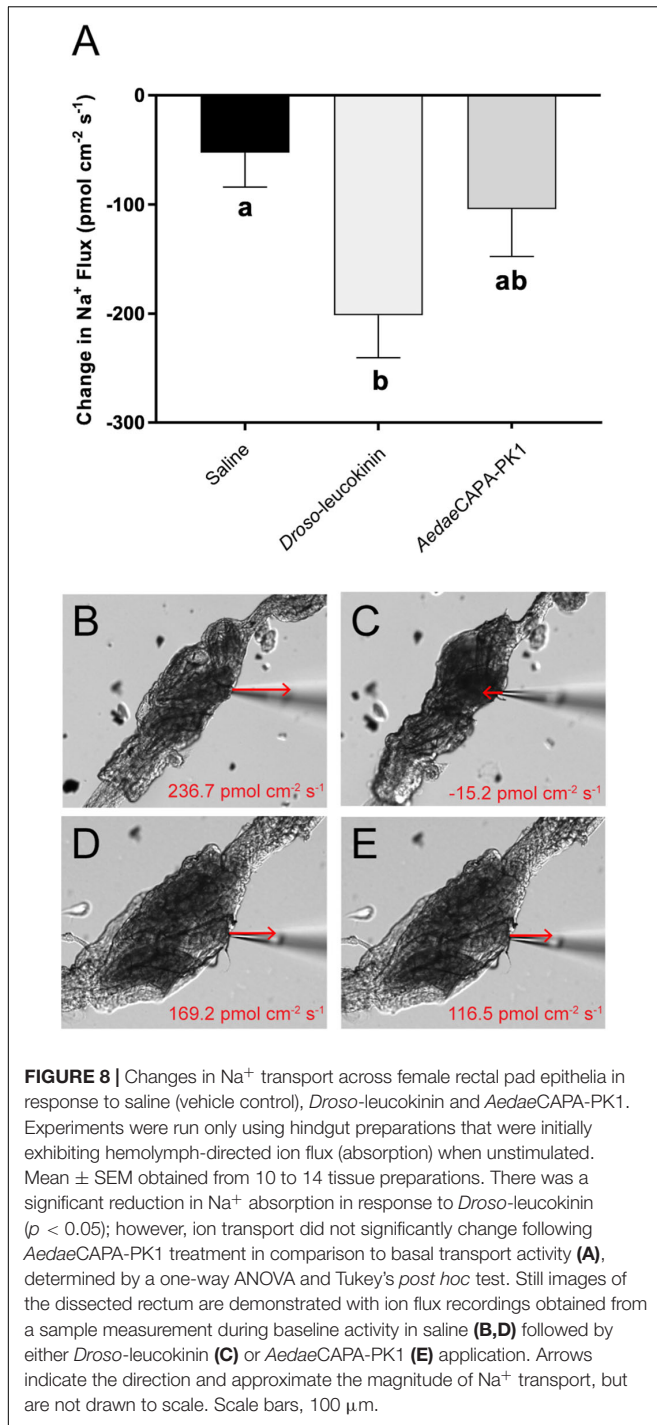 A
0
-100
-200
-300
Change in Na⁺ Flux (pmol cm⁻² s⁻¹)
a
b
ab
Saline
Droso-leucokinin
AedaeCAPA-PK1
B
236.7 pmol cm⁻² s⁻¹
C
-15.2 pmol cm⁻² s⁻¹
D
169.2 pmol cm⁻² s⁻¹
E
116.5 pmol cm⁻² s⁻¹
FIGURE 8 | Changes in Na⁺ transport across female rectal pad epithelia in
response to saline (vehicle control), Droso-leucokinin and AedaeCAPA-PK1.
Experiments were run only using hindgut preparations that were initially
exhibiting hemolymph-directed ion flux (absorption) when unstimulated.
Mean ± SEM obtained from 10 to 14 tissue preparations. There was a
significant reduction in Na⁺ absorption in response to Droso-leucokinin
(p < 0.05); however, ion transport did not significantly change following
AedaeCAPA-PK1 treatment in comparison to basal transport activity (A),
determined by a one-way ANOVA and Tukey's post hoc test. Still images of
the dissected rectum are demonstrated with ion flux recordings obtained from
a sample measurement during baseline activity in saline (B,D) followed by
either Droso-leucokinin (C) or AedaeCAPA-PK1 (E) application. Arrows
indicate the direction and approximate the magnitude of Na⁺ transport, but
are not drawn to scale. Scale bars, 100 μm.